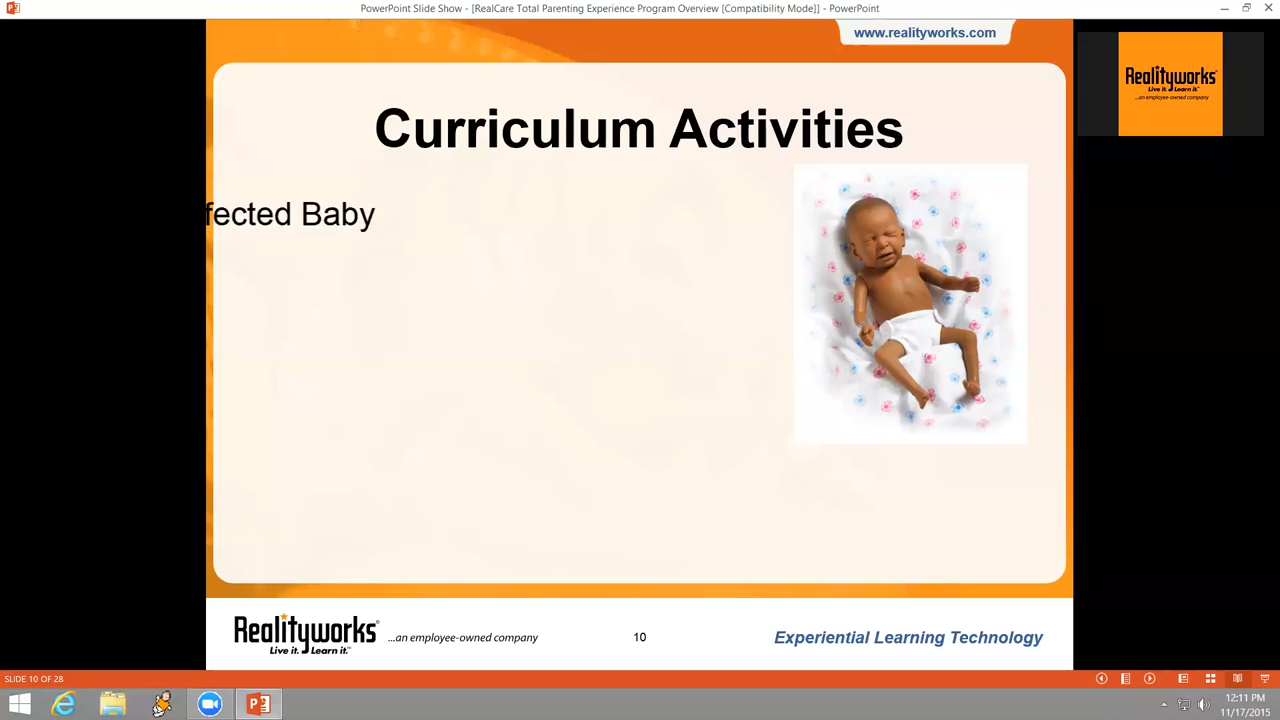 PowerPoint Slide Show - [RealCare Total Parenting Experience Program Overview [Compatibility Mode]] - PowerPoint
www.realityworks.com
Realityworks
Live it. Learn it.™
...an employee-owned company
Curriculum Activities
fected Baby
Realityworks®
...an employee-owned company
Live it. Learn it.™
10
Experiential Learning Technology
SLIDE 10 OF 28
12:11 PM
11/17/2015